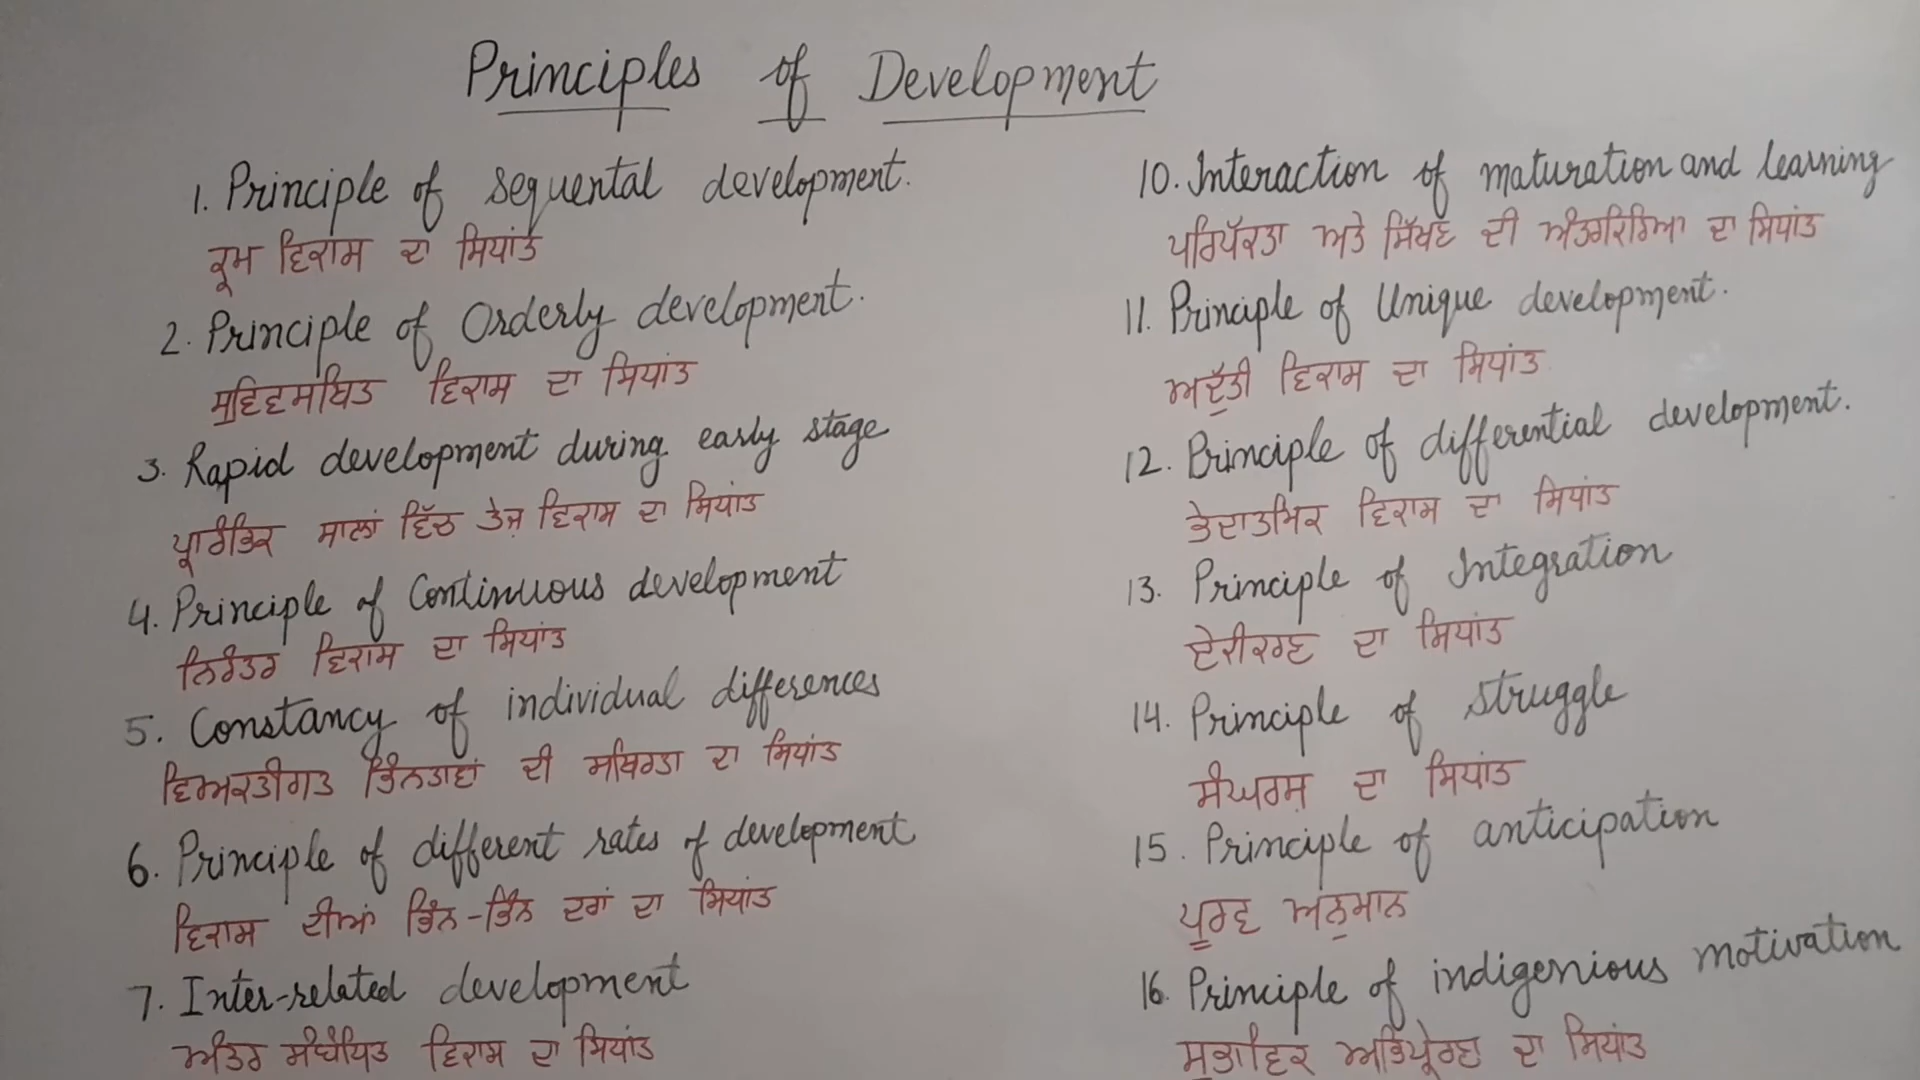 Principles of Development
1. Principle of sequental development.
ਕ੍ਰਮ ਵਿਕਾਸ ਦਾ ਸਿਧਾਂਤ
2. Principle of Orderly development.
ਸੁਵਿਵਸਥਿਤ ਵਿਕਾਸ ਦਾ ਸਿਧਾਂਤ
3. Rapid development during early stage
ਪ੍ਰਾਰੰਭਿਕ ਸਾਲਾਂ ਵਿੱਚ ਤੇਜ਼ ਵਿਕਾਸ ਦਾ ਸਿਧਾਂਤ
4. Principle of Continuous development
ਨਿਰੰਤਰ ਵਿਕਾਸ ਦਾ ਸਿਧਾਂਤ
5. Constancy of individual differences
ਵਿਅਕਤੀਗਤ ਭਿੰਨਤਾਵਾਂ ਦੀ ਸਥਿਰਤਾ ਦਾ ਸਿਧਾਂਤ
6. Principle of different rates of development
ਵਿਕਾਸ ਦੀਆਂ ਭਿੰਨ-ਭਿੰਨ ਦਰਾਂ ਦਾ ਸਿਧਾਂਤ
7. Inter-related development
ਅੰਤਰ ਸੰਬੰਧਿਤ ਵਿਕਾਸ ਦਾ ਸਿਧਾਂਤ
10. Interaction of maturation and learning
ਪਰਿਪੱਕਤਾ ਅਤੇ ਸਿੱਖਣ ਦੀ ਅੰਤਰਕਿਰਿਆ ਦਾ ਸਿਧਾਂਤ
11. Principle of Unique development.
ਅਦੁੱਤੀ ਵਿਕਾਸ ਦਾ ਸਿਧਾਂਤ
12. Principle of differential development.
ਭੇਦਾਤਮਿਕ ਵਿਕਾਸ ਦਾ ਸਿਧਾਂਤ
13. Principle of Integration
ਏਕੀਕਰਣ ਦਾ ਸਿਧਾਂਤ
14. Principle of struggle
ਸੰਘਰਸ਼ ਦਾ ਸਿਧਾਂਤ
15. Principle of anticipation
ਪੂਰਵ ਅਨੁਮਾਨ
16. Principle of indigenious motivation
ਸੁਭਾਵਿਕ ਅਭਿਪ੍ਰੇਰਣਾ ਦਾ ਸਿਧਾਂਤ